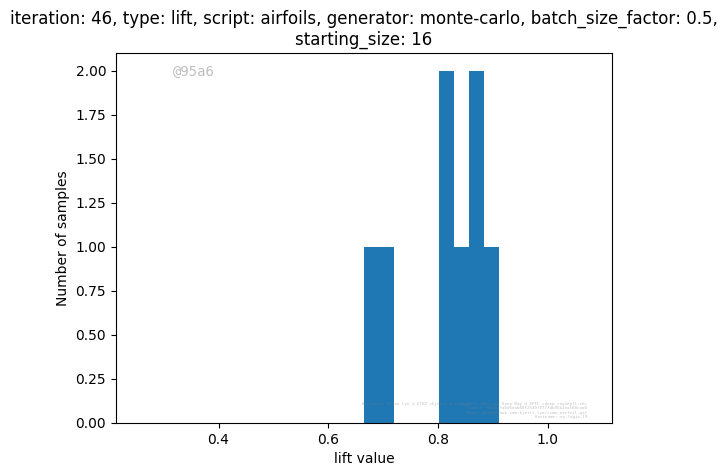 iteration: 46, type: lift, script: airfoils, generator: monte-carlo, batch_size_factor: 0.5,
starting_size: 16
@95a6
2.00
1.75
1.50
1.25
1.00
0.75
0.50
0.25
0.00
Number of samples
0.4 0.6 0.8 1.0
lift value